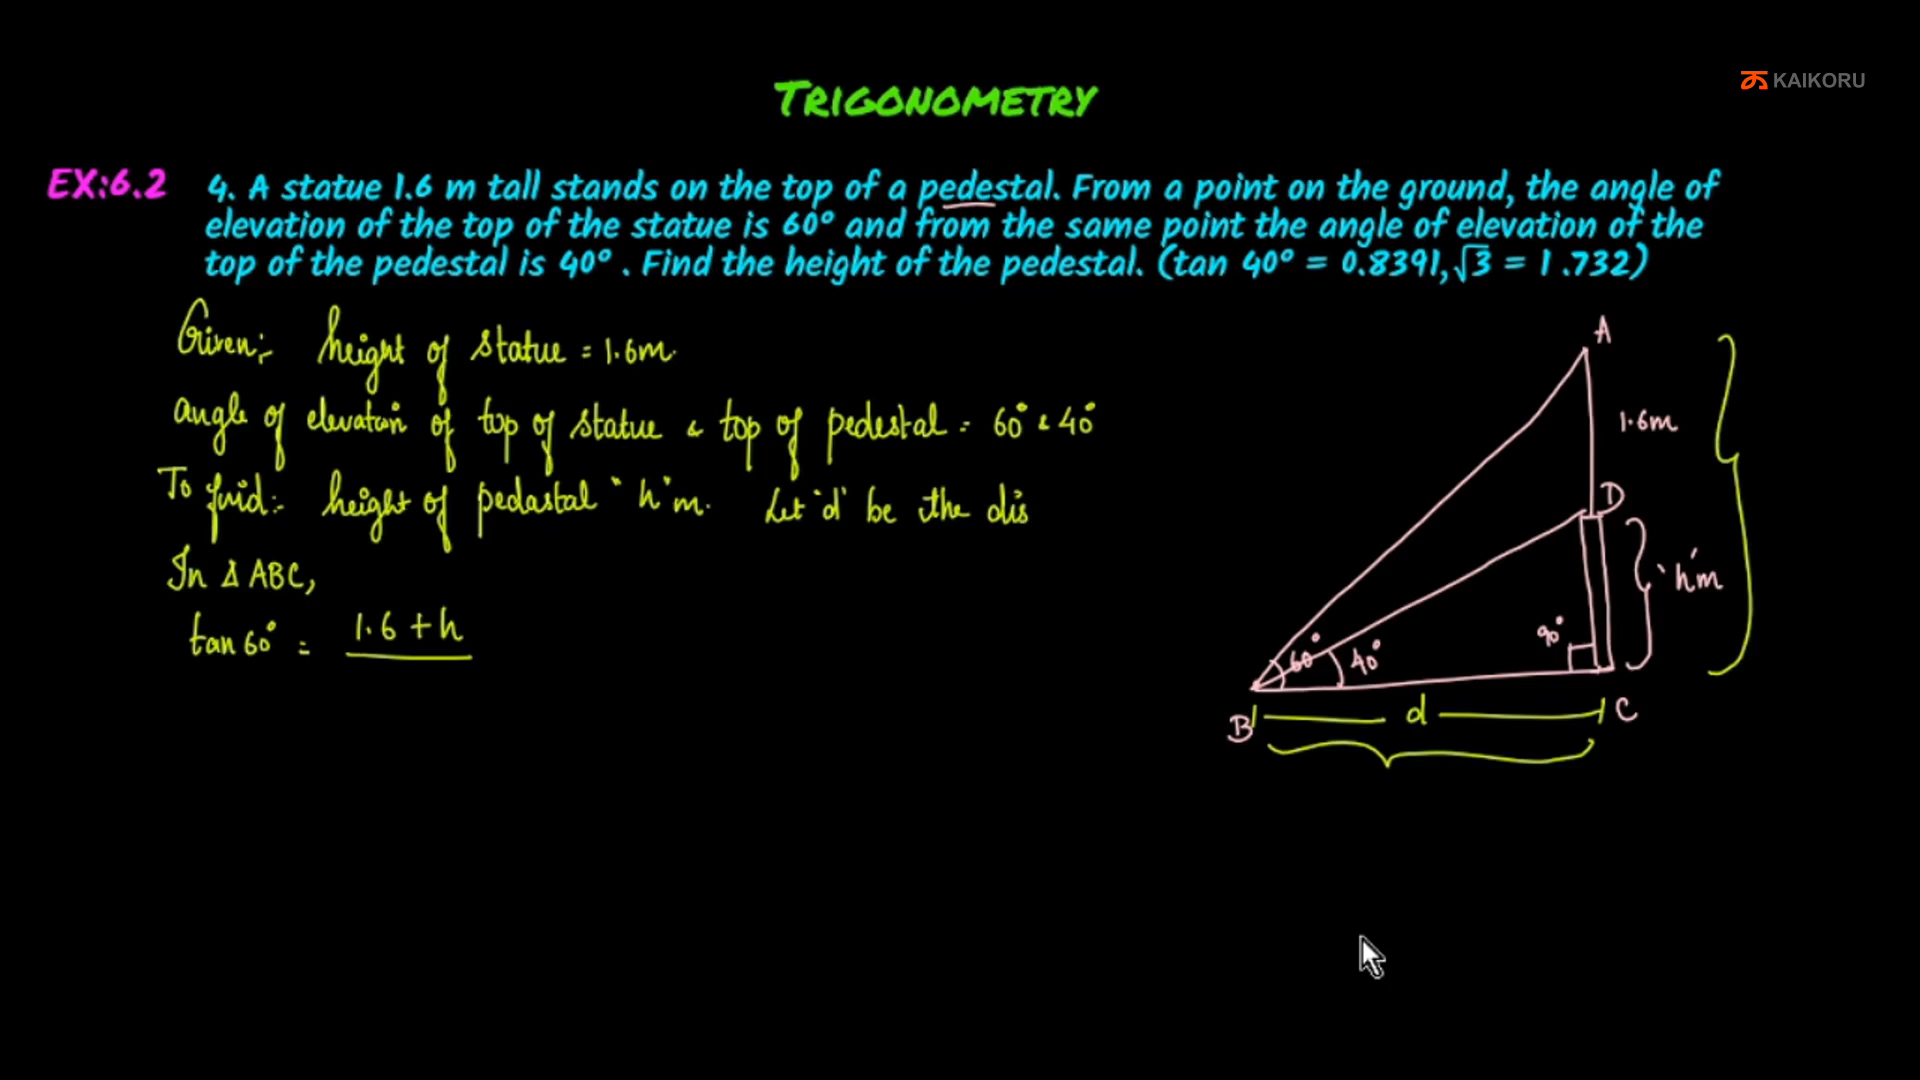 TRIGONOMETRY
KAIKORU
EX:6.2 4. A statue 1.6 m tall stands on the top of a pedestal. From a point on the ground, the angle of
elevation of the top of the statue is 60° and from the same point the angle of elevation of the
top of the pedestal is 40° . Find the height of the pedestal. (tan 40° = 0.8391, √3 = 1.732)
Given:- height of statue = 1.6m.
angle of elevation of top of statue & top of pedestal = 60° & 40°
To find:- height of pedastal 'h'm. Let 'd' be the dis
In Δ ABC,
tan 60° = 1.6 + h
A
1.6m
D
'h'm
90°
60° 40°
B d C